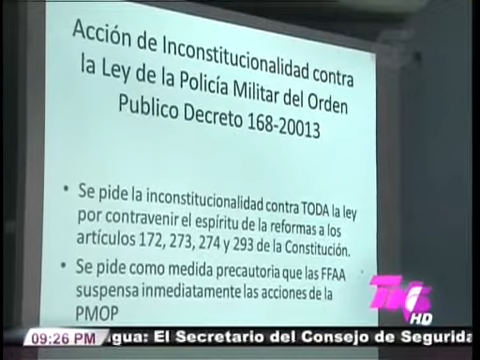 Acción de Inconstitucionalidad contra
la Ley de la Policía Militar del Orden
Publico Decreto 168-20013
• Se pide la inconstitucionalidad contra TODA la ley
por contravenir el espíritu de la reformas a los
artículos 172, 273, 274 y 293 de la Constitución.
• Se pide como medida precautoria que las FFAA
suspensa inmediatamente las acciones de la
PMOP
HD
09:26 PM
gua: El Secretario del Consejo de Segurida